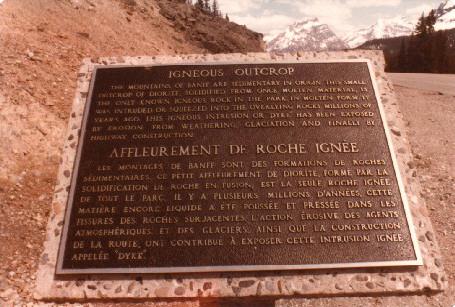 IGNEOUS OUTCROP
THE MOUNTAINS OF BANFF ARE SEDIMENTARY IN ORIGIN. THIS SMALL
OUTCROP OF DIORITE, SOLIDIFIED FROM ONCE MOLTEN MATERIAL, IS
THE ONLY KNOWN IGNEOUS ROCK IN THE PARK. IN MOLTEN FORM IT
WAS INTRUDED OR SQUEEZED INTO THE OVERLYING ROCKS MILLIONS OF
YEARS AGO. THIS IGNEOUS INTRUSION OR "DYKE" HAS BEEN EXPOSED
BY EROSION FROM WEATHERING, GLACIATION AND FINALLY BY
HIGHWAY CONSTRUCTION.
AFFLEUREMENT DE ROCHE IGNÉE
LES MONTAGES DE BANFF SONT DES FORMATIONS DE ROCHES
SÉDIMENTAIRES. CE PETIT AFFLEUREMENT DE DIORITE, FORMÉ PAR LA
SOLIDIFICATION DE ROCHE EN FUSION, EST LA SEULE ROCHE IGNÉE
DE TOUT LE PARC. IL Y A PLUSIEURS MILLIONS D'ANNÉES, CETTE
MATIÈRE ENCORE LIQUIDE A ÉTÉ POUSSÉE ET PRESSÉE DANS LES
FISSURES DES ROCHES SURJACENTES. L'ACTION ÉROSIVE DES AGENTS
ATMOSPHÉRIQUES ET DES GLACIERS, AINSI QUE LA CONSTRUCTION
DE LA ROUTE, ONT CONTRIBUÉ À EXPOSER CETTE INTRUSION IGNÉE
APPELÉE "DYKE".